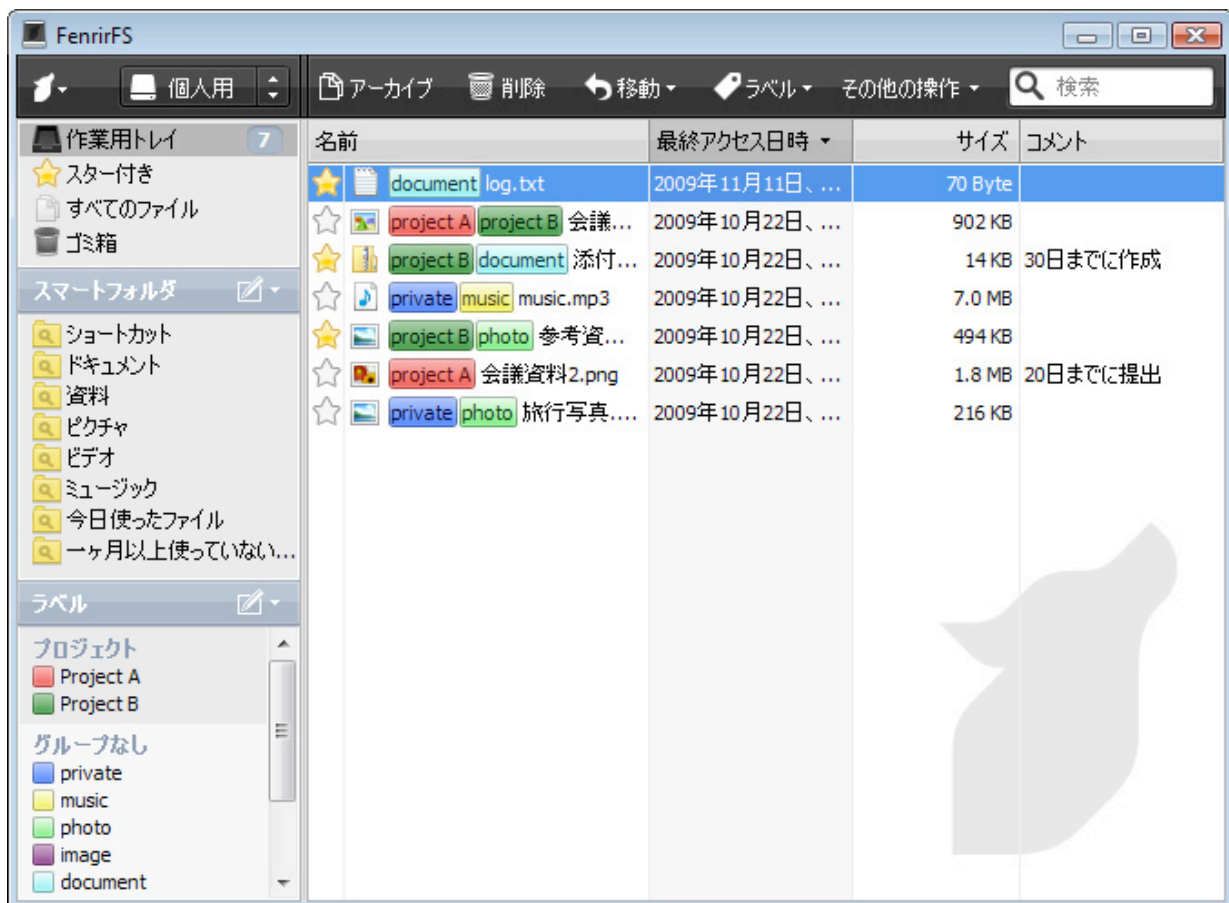 FenrirFS
個人用 アーカイブ 削除 移動 ラベル その他の操作 検索
作業用トレイ 7
スター付き
すべてのファイル
ゴミ箱
スマートフォルダ
ショートカット
ドキュメント
資料
ピクチャ
ビデオ
ミュージック
今日使ったファイル
一ヶ月以上使っていない...
ラベル
プロジェクト
Project A
Project B
グループなし
private
music
photo
image
document
名前 最終アクセス日時 サイズ コメント
document log.txt 2009年11月11日、... 70 Byte
project A project B 会議... 2009年10月22日、... 902 KB
project B document 添付... 2009年10月22日、... 14 KB 30日までに作成
private music music.mp3 2009年10月22日、... 7.0 MB
project B photo 参考資... 2009年10月22日、... 494 KB
project A 会議資料2.png 2009年10月22日、... 1.8 MB 20日までに提出
private photo 旅行写真.... 2009年10月22日、... 216 KB